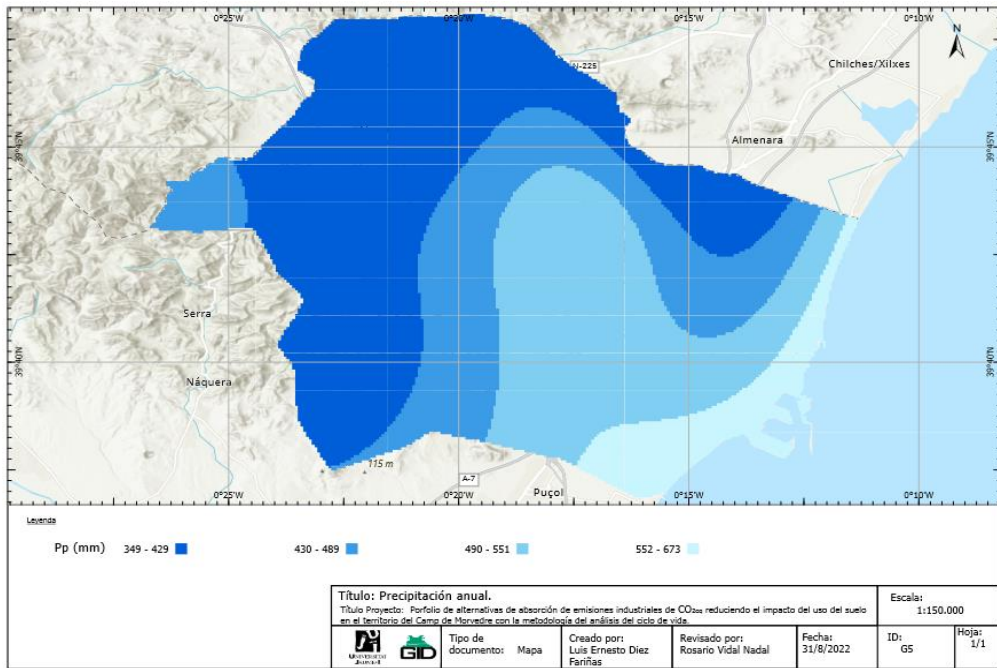 0°25'W 0°20'W 0°15'W 0°10'W
N
N-225
Chilches/Xilxes
39°45'N
Almenara
39°45'N
Serra
39°40'N
39°40'N
Náquera
115 m
A-7
Puçol
0°25'W 0°20'W 0°15'W 0°10'W
Leyenda
Pp (mm) 349 - 429 430 - 489 490 - 551 552 - 673
Título: Precipitación anual.
Título Proyecto: Porfolio de alternativas de absorción de emisiones industriales de CO₂ₑq reduciendo el impacto del uso del suelo
en el territorio del Camp de Morvedre con la metodología del análisis del ciclo de vida.
Escala:
1:150.000
UNIVERSITAT
JAUME·I
GID
Tipo de
documento: Mapa
Creado por:
Luis Ernesto Diez
Fariñas
Revisado por:
Rosario Vidal Nadal
Fecha:
31/8/2022
ID:
G5
Hoja:
1/1